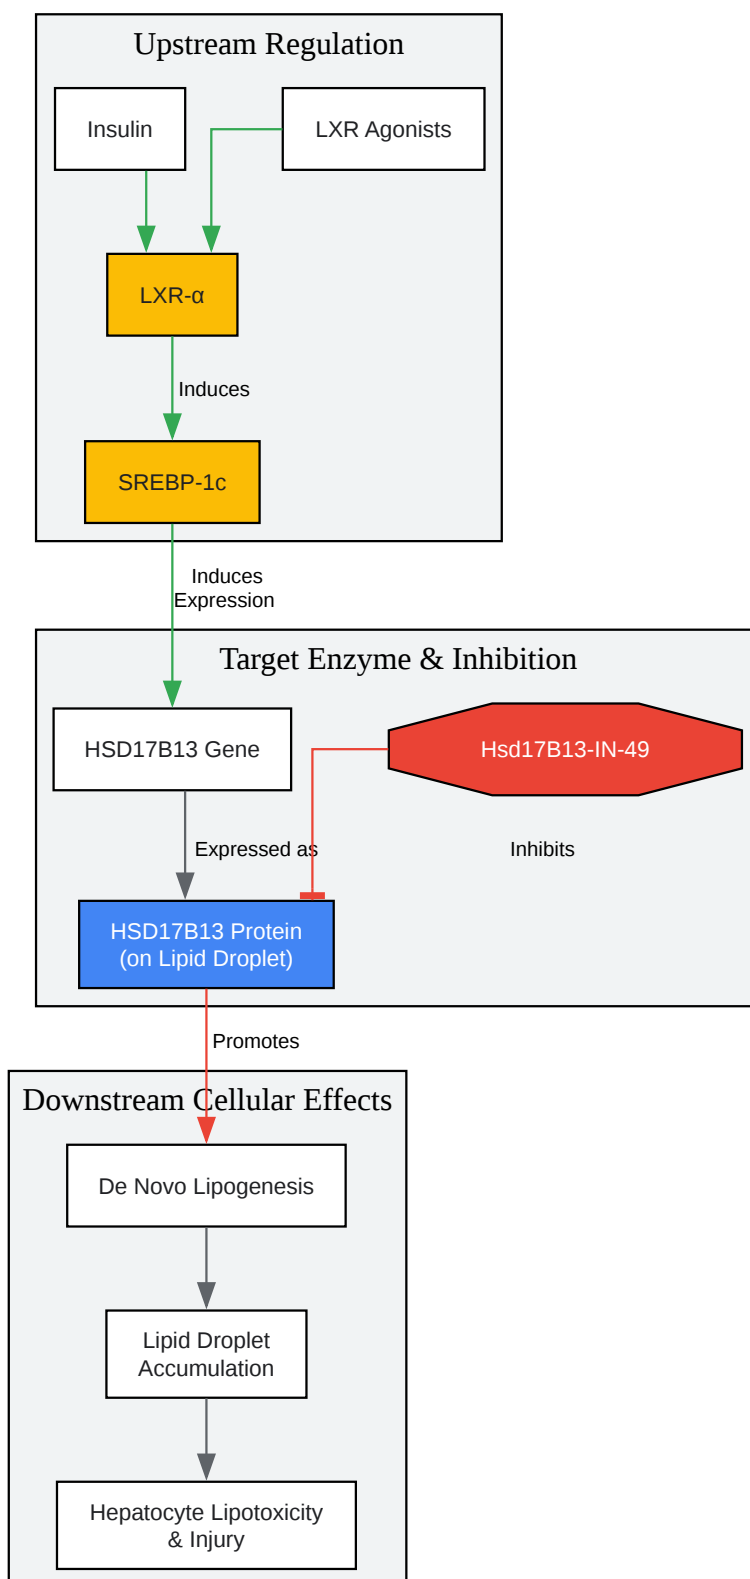 Upstream Regulation
Insulin
LXR Agonists
LXR-α
Induces
SREBP-1c
Induces
Expression
Target Enzyme & Inhibition
HSD17B13 Gene
Hsd17B13-IN-49
Expressed as
Inhibits
HSD17B13 Protein
(on Lipid Droplet)
Promotes
Downstream Cellular Effects
De Novo Lipogenesis
Lipid Droplet
Accumulation
Hepatocyte Lipotoxicity
& Injury